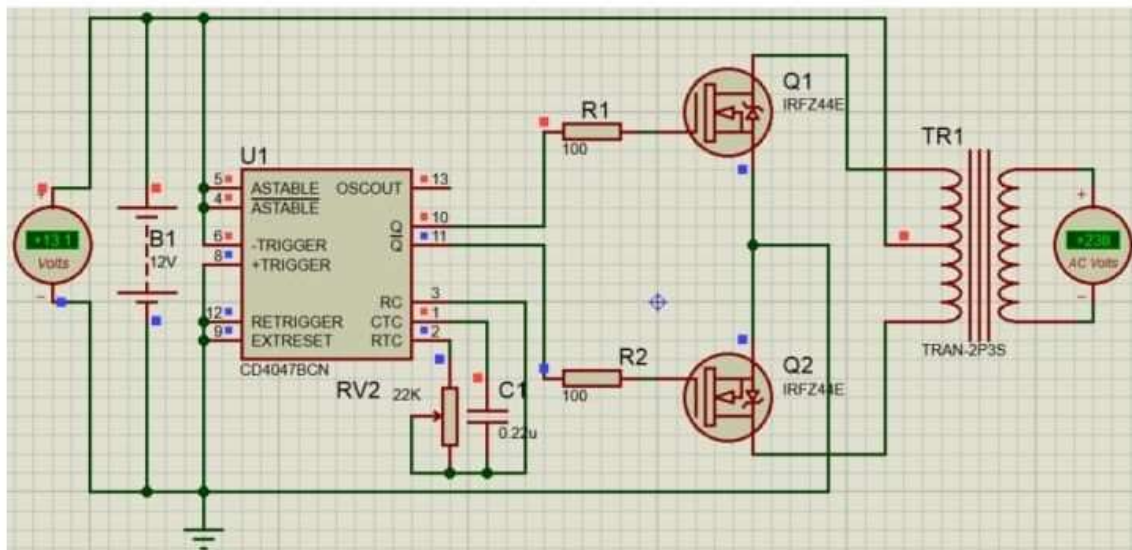 +13.1
Volts
B1
12V
U1
5
ASTABLE
4
ASTABLE
6
-TRIGGER
8
+TRIGGER
12
RETRIGGER
9
EXTRESET
OSCOUT
13
Q
10
Q
11
RC
3
CTC
1
RTC
2
CD4047BCN
RV2
22K
C1
0.22u
R1
100
R2
100
Q1
IRFZ44E
Q2
IRFZ44E
TR1
TRAN-2P3S
+
AC Volts